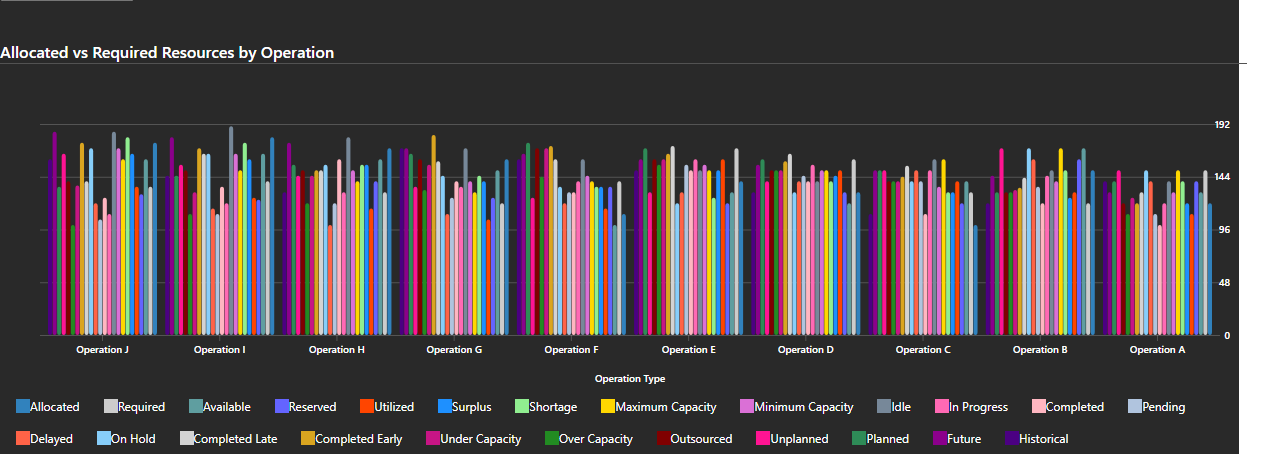 Allocated vs Required Resources by Operation
192
144
96
48
0
Operation J Operation I Operation H Operation G Operation F Operation E Operation D Operation C Operation B Operation A
Operation Type
Allocated Required Available Reserved Utilized Surplus Shortage Maximum Capacity Minimum Capacity Idle In Progress Completed Pending
Delayed On Hold Completed Late Completed Early Under Capacity Over Capacity Outsourced Unplanned Planned Future Historical